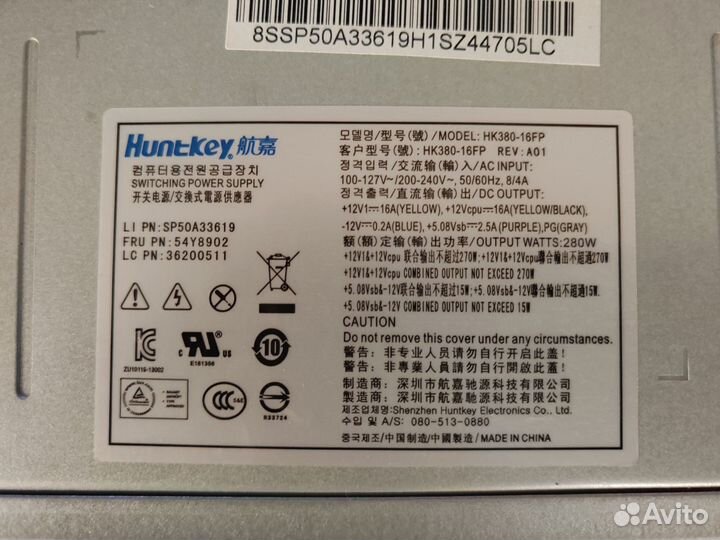 8SSP50A33619H1SZ44705LC
Huntkey 航嘉
컴퓨터용전원공급장치
SWITCHING POWER SUPPLY
开关电源/交換式電源供應器
LI PN:SP50A33619
FRU PN:54Y8902
LC PN:36200511
ZU10115-13002
C UL US
E161356
10
CCC S&E
R33724
모델명/型号(號)/MODEL: HK380-16FP
客户型号(號): HK380-16FP REV: A01
정격입력/交流输(輸)入/AC INPUT:
100-127V~/200-240V~, 50/60Hz, 8/4A
정격출력/直流输(輸)出/DC OUTPUT:
+12V1⎓16A(YELLOW), +12Vcpu⎓16A(YELLOW/BLACK),
-12V⎓0.2A(BLUE), +5.08Vsb⎓2.5A(PURPLE),PG(GRAY)
额(額)定输(輸)出功率/OUTPUT WATTS:280W
+12V1&+12Vcpu 联合输出不超过270W;+12V1&+12Vcpu聯合輸出不超過270W
+12V1&+12Vcpu COMBINED OUTPUT NOT EXCEED 270W
+5.08Vsb&-12V联合输出不超过15W;+5.08Vsb&-12V聯合輸出不超過15W.
+5.08Vsb&-12V COMBINED OUTPUT NOT EXCEED 15W
CAUTION
Do not remove this cover under any circumstances!
警告: 非专业人员请勿自行开启此盖!
警告: 非專業人員請勿自行開啟此蓋!
制造商: 深圳市航嘉驰源科技有限公司
製造商: 深圳市航嘉馳源科技有限公司
제조업체명:Shenzhen Huntkey Electronics Co., Ltd.
수리 / A/S: 080-513-0880
중국제조/中国制造/中國製造/MADE IN CHINA
Avito